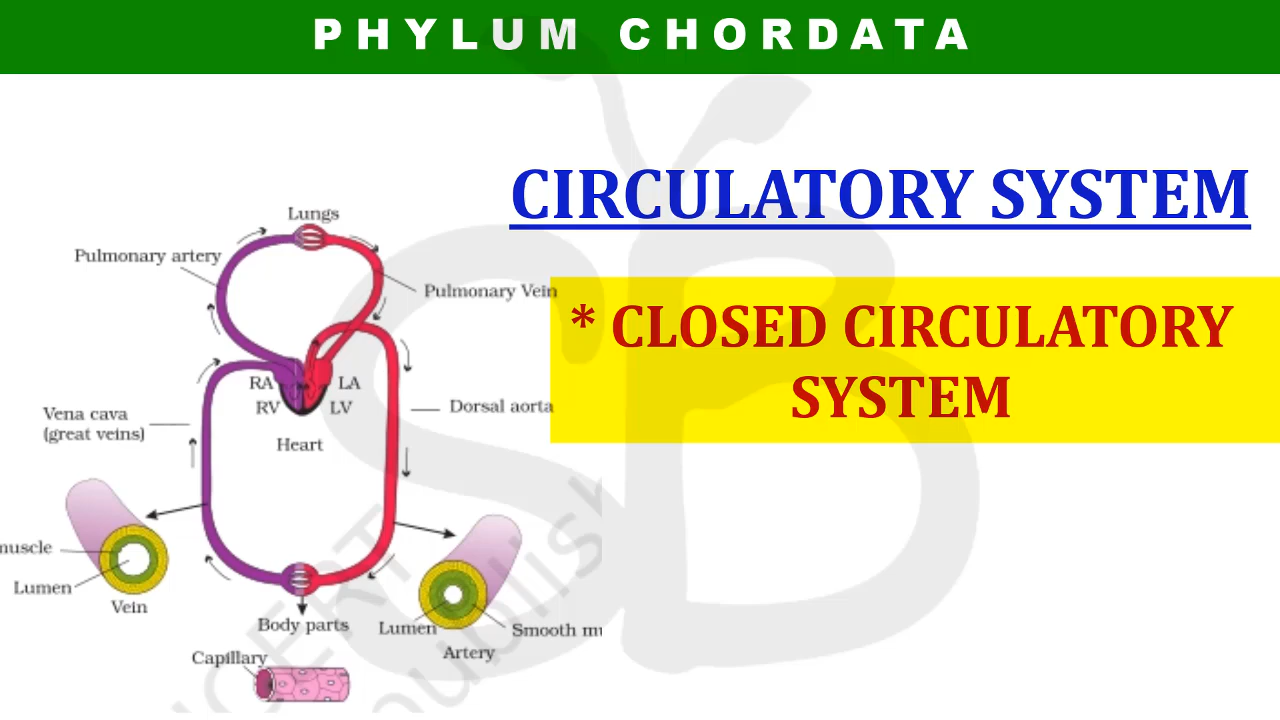 PHYLUM CHORDATA
CIRCULATORY SYSTEM
* CLOSED CIRCULATORY
SYSTEM
Lungs
Pulmonary artery
Pulmonary Vein
RA
LA
RV
LV
Heart
Vena cava
(great veins)
Dorsal aorta
nuscle
Lumen
Vein
Body parts
Lumen
Smooth mu
Artery
Capillary
SB